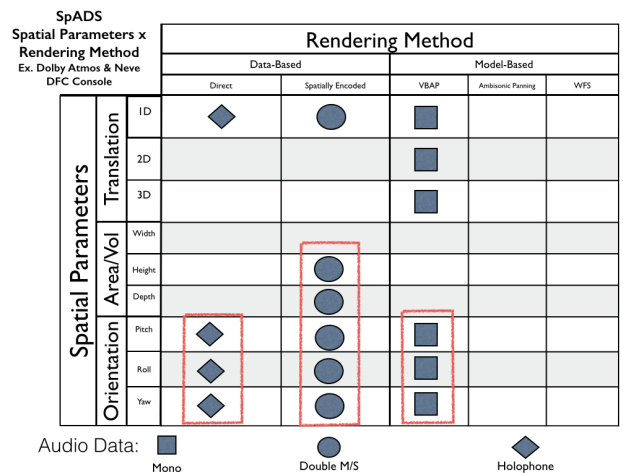 SpADS
Spatial Parameters x
Rendering Method
Ex. Dolby Atmos & Neve
DFC Console
Rendering Method
Data-Based
Model-Based
Direct
Spatially Encoded
VBAP
Ambisonic Panning
WFS
Spatial Parameters
Translation
1D
2D
3D
Area/Vol
Width
Height
Depth
Orientation
Pitch
Roll
Yaw
Audio Data:
Mono
Double M/S
Holophone